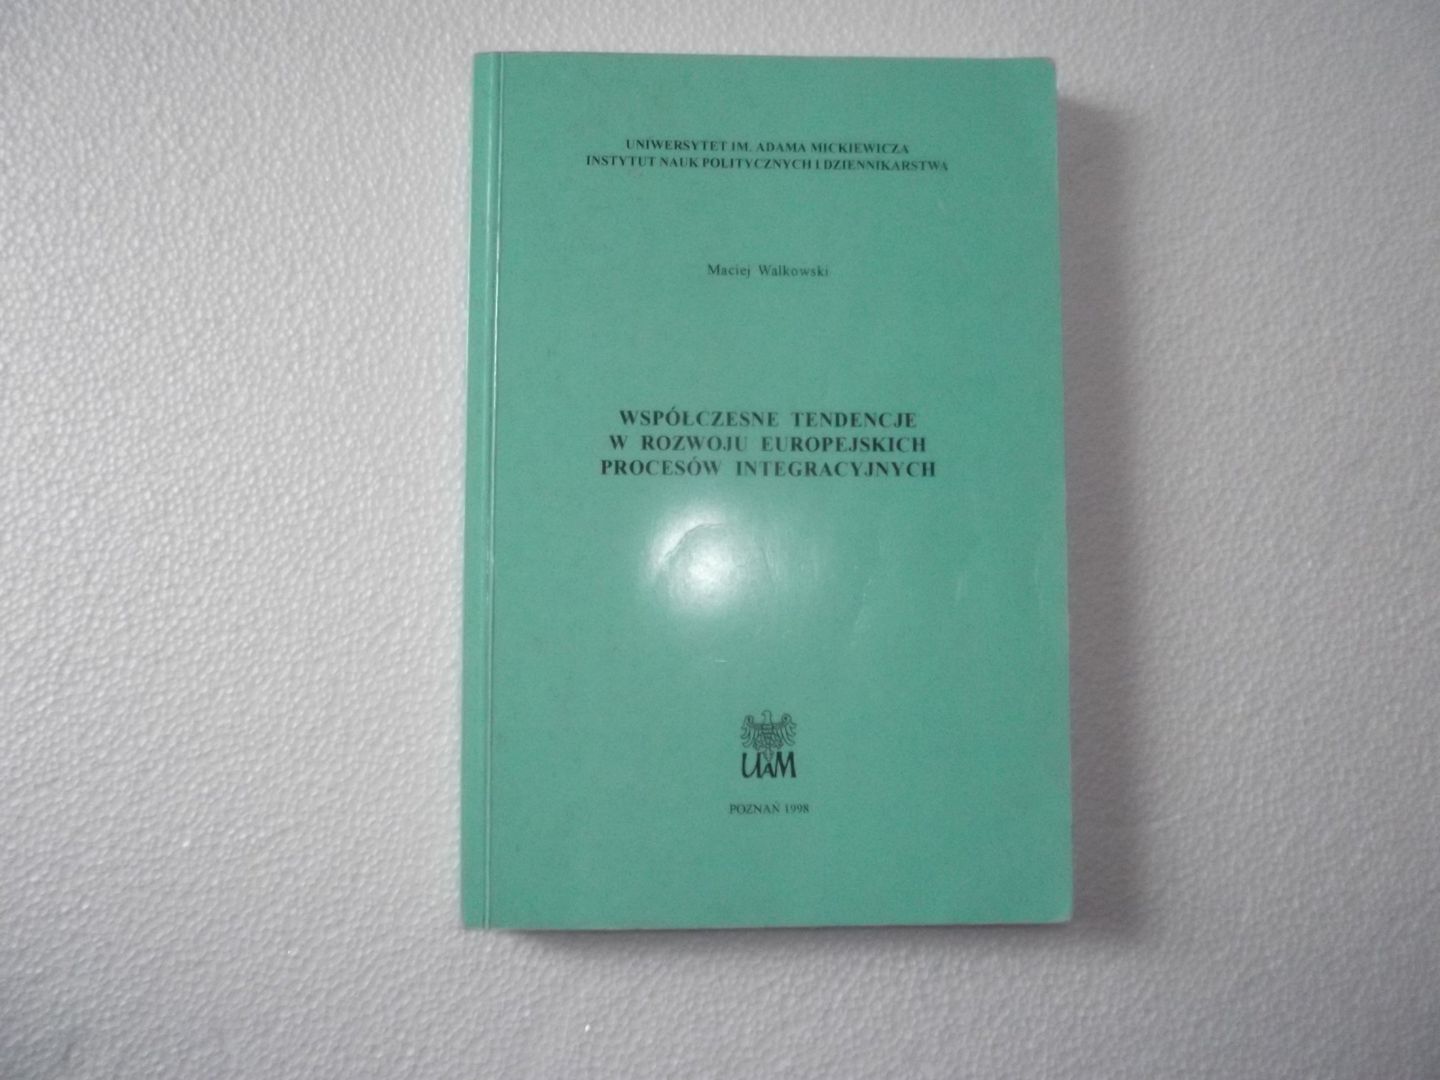 UNIWERSYTET IM. ADAMA MICKIEWICZA
INSTYTUT NAUK POLITYCZNYCH I DZIENNIKARSTWA
Maciej Walkowski
WSPÓŁCZESNE TENDENCJE
W ROZWOJU EUROPEJSKICH
PROCESÓW INTEGRACYJNYCH
UAM
POZNAŃ 1998